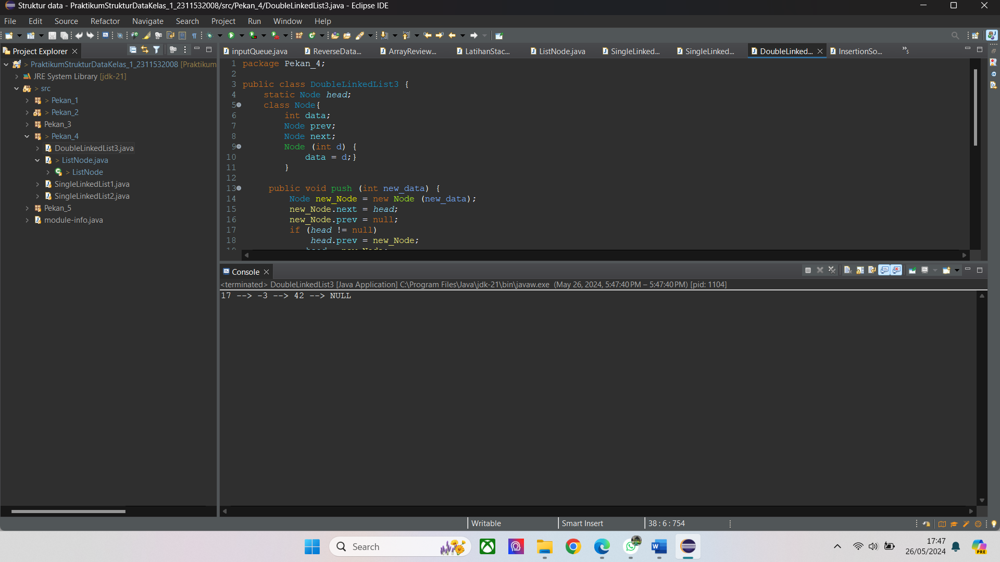 Struktur data - PraktikumStrukturDataKelas_1_2311532008/src/Pekan_4/DoubleLinkedList3.java - Eclipse IDE
File Edit Source Refactor Navigate Search Project Run Window Help
Project Explorer
> PraktikumStrukturDataKelas_1_2311532008 [Praktikum
JRE System Library [jdk-21]
> src
> Pekan_1
> Pekan_2
Pekan_3
> Pekan_4
DoubleLinkedList3.java
> ListNode.java
> ListNode
SingleLinkedList1.java
SingleLinkedList2.java
Pekan_5
module-info.java
inputQueue.java ReverseData... ArrayReview... LatihanStac... ListNode.java SingleLinked... SingleLinked... DoubleLinked... InsertionSo... »5
1 package Pekan_4;
2
3 public class DoubleLinkedList3 {
4 static Node head;
5 class Node{
6 int data;
7 Node prev;
8 Node next;
9 Node (int d) {
10 data = d;}
11 }
12
13 public void push (int new_data) {
14 Node new_Node = new Node (new_data);
15 new_Node.next = head;
16 new_Node.prev = null;
17 if (head != null)
18 head.prev = new_Node;
Console
<terminated> DoubleLinkedList3 [Java Application] C:\Program Files\Java\jdk-21\bin\javaw.exe (May 26, 2024, 5:47:40 PM – 5:47:40 PM) [pid: 1104]
17 --> -3 --> 42 --> NULL
Writable Smart Insert 38 : 6 : 754
Search
17:47
26/05/2024
PRE